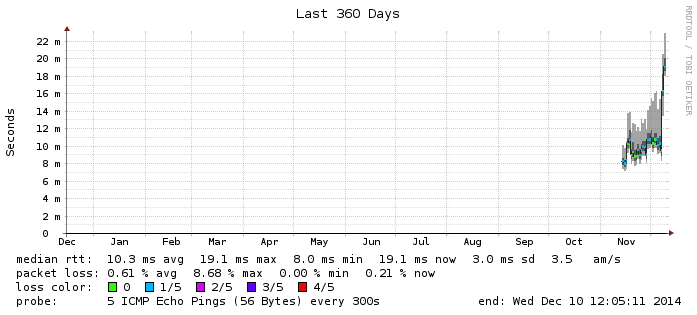 Last 360 Days
RRDTOOL / TOBI OETIKER
Seconds
22 m
20 m
18 m
16 m
14 m
12 m
10 m
8 m
6 m
4 m
2 m
0
Dec Jan Feb Mar Apr May Jun Jul Aug Sep Oct Nov
median rtt: 10.3 ms avg 19.1 ms max 8.0 ms min 19.1 ms now 3.0 ms sd 3.5 am/s
packet loss: 0.61 % avg 8.68 % max 0.00 % min 0.21 % now
loss color: 0 1/5 2/5 3/5 4/5
probe: 5 ICMP Echo Pings (56 Bytes) every 300s end: Wed Dec 10 12:05:11 2014